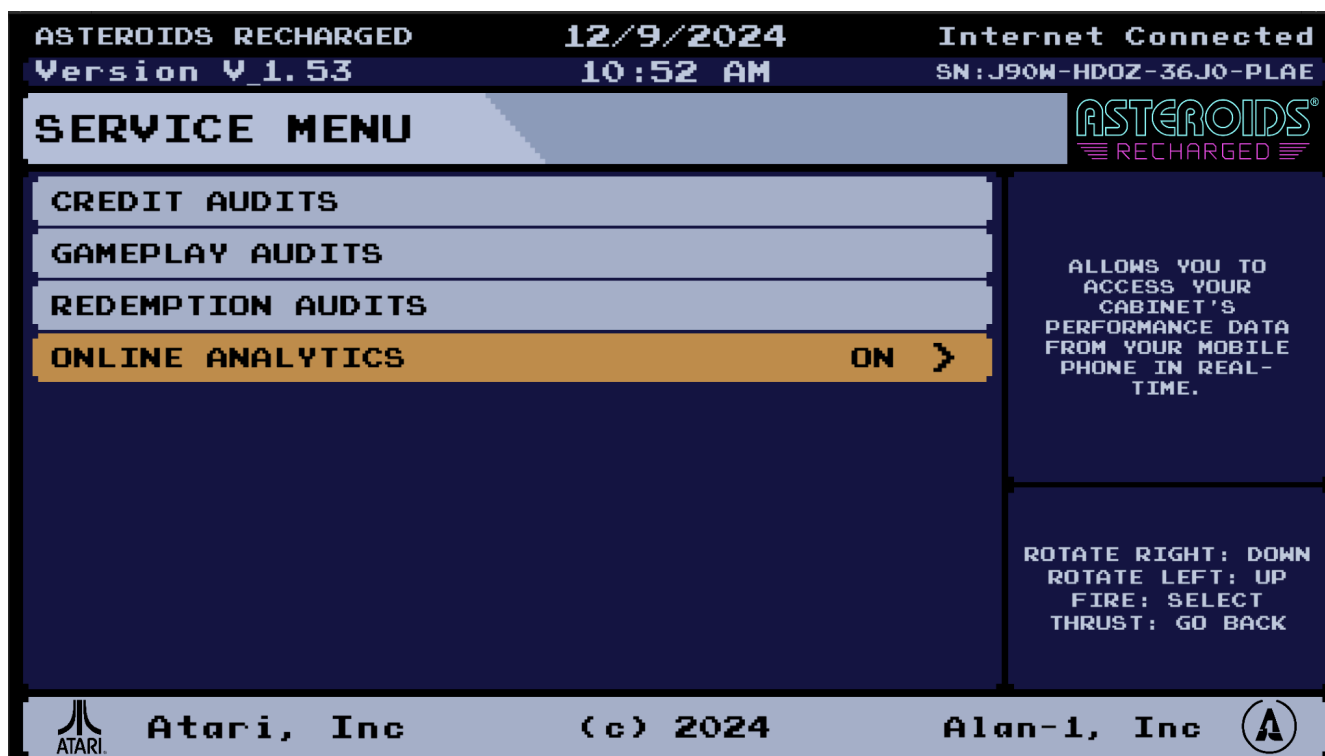 ASTEROIDS RECHARGED 12/9/2024 Internet Connected
Version V_1.53 10:52 AM SN:J90W-HD0Z-36J0-PLAE
SERVICE MENU
ASTEROIDS®
RECHARGED
CREDIT AUDITS
GAMEPLAY AUDITS
REDEMPTION AUDITS
ONLINE ANALYTICS ON >
ALLOWS YOU TO
ACCESS YOUR
CABINET'S
PERFORMANCE DATA
FROM YOUR MOBILE
PHONE IN REAL-
TIME.
ROTATE RIGHT: DOWN
ROTATE LEFT: UP
FIRE: SELECT
THRUST: GO BACK
ATARI. Atari, Inc (c) 2024 Alan-1, Inc